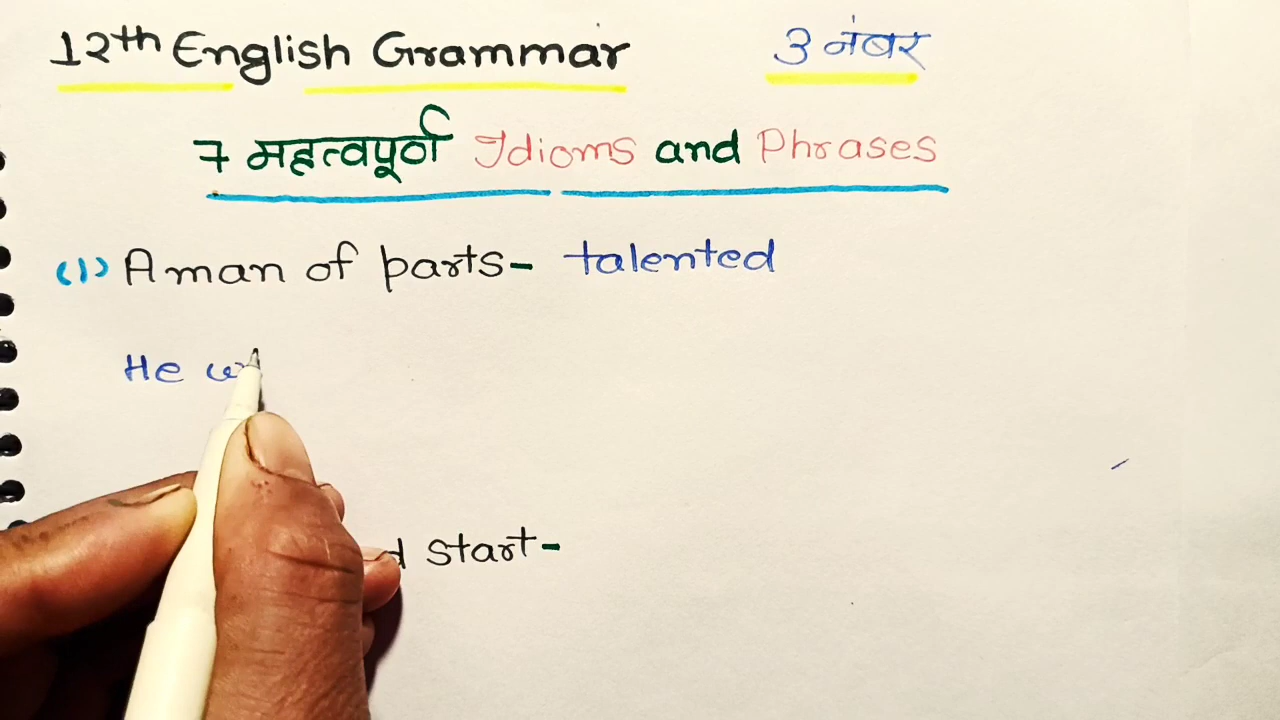 12th English Grammar 3 नंबर
7 महत्वपूर्ण Idioms and Phrases
(1) A man of parts- talented
He
start-